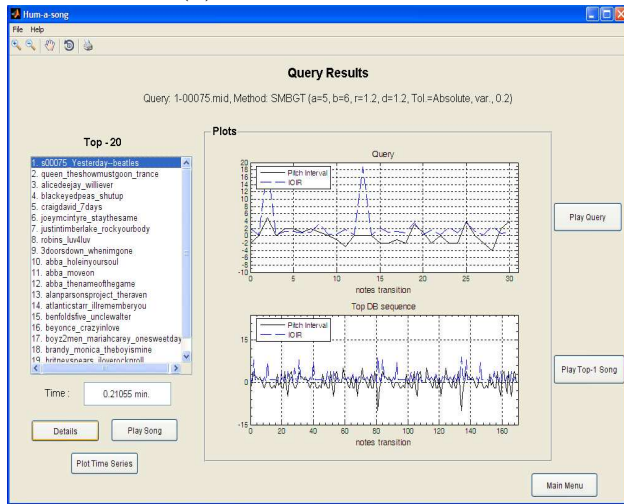 Hum-a-song
File Help
Query Results
Query: 1-00075.mid, Method: SMBGT (a=5, b=6, r=1.2, d=1.2, Tol.=Absolute, var., 0.2)
Top - 20
1. s00075_Yesterday--beatles
2. queen_theshowmustgoon_trance
3. alicedeejay_williever
4. blackeyedpeas_shutup
5. craigdavid_7days
6. joeymcintyre_staythesame
7. justintimberlake_rockyourbody
8. robins_luv4luv
9. 3doorsdown_whenimgone
10. abba_holeinyoursoul
11. abba_moveon
12. abba_thenameofthegame
13. alanparsonsproject_theraven
14. atlanticstarr_illrememberyou
15. benfoldsfive_unclewalter
16. beyonce_crazyinlove
17. boyz2men_mariahcarey_onesweetday
18. brandy_monica_theboyismine
19. britneyspears_iloverocknroll
Time : 0.21055 min.
Details
Play Song
Plot Time Series
Plots
Query
Pitch Interval
IOIR
20
18
16
14
12
10
8
6
4
2
0
-2
-4
-6
-8
-10
0 5 10 15 20 25 30
notes transition
Top DB sequence
Pitch Interval
IOIR
15
0
-15
0 20 40 60 80 100 120 140 160
notes transition
Play Query
Play Top-1 Song
Main Menu